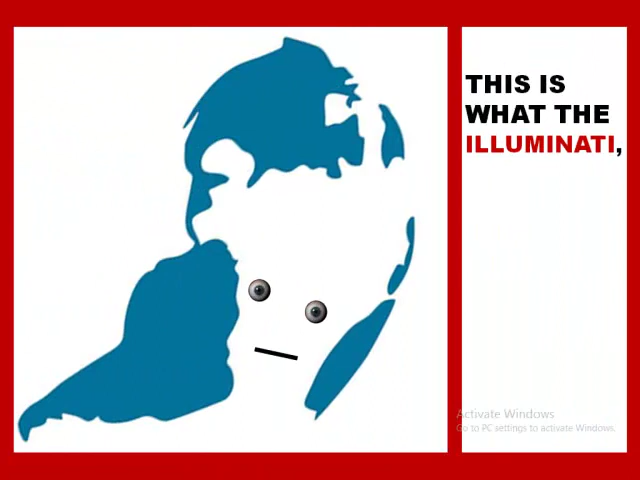 THIS IS
WHAT THE
ILLUMINATI,
Activate Windows
Go to PC settings to activate Windows.